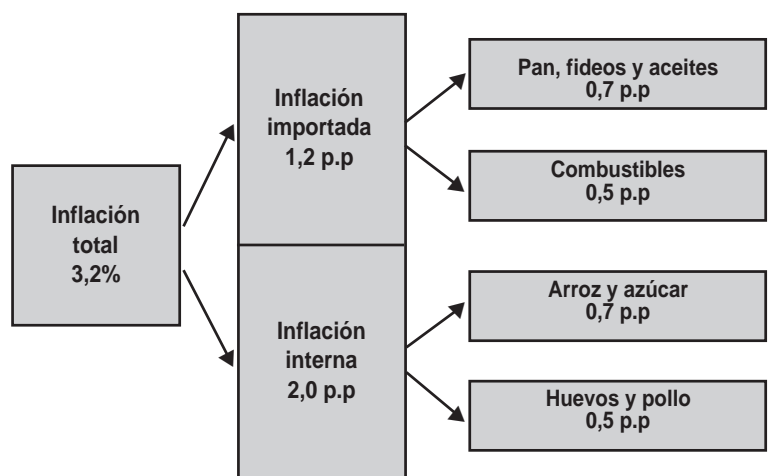 Inflación
total
3,2%
Inflación
importada
1,2 p.p
Pan, fideos y aceites
0,7 p.p
Combustibles
0,5 p.p
Inflación
interna
2,0 p.p
Arroz y azúcar
0,7 p.p
Huevos y pollo
0,5 p.p